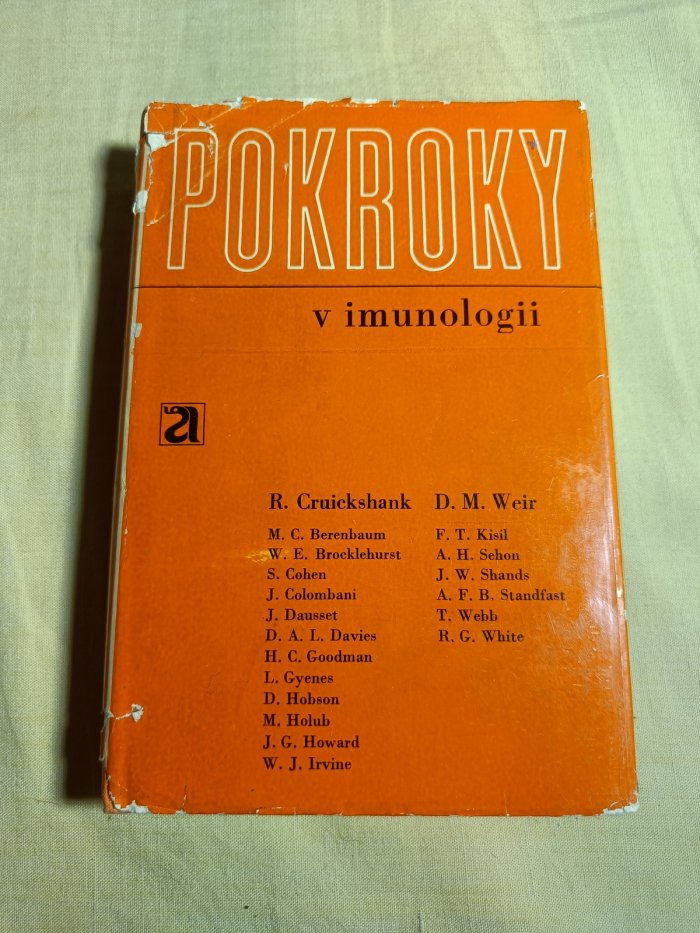 POKROKY
v imunologii
a
R. Cruickshank D. M. Weir
M. C. Berenbaum
W. E. Brocklehurst
S. Cohen
J. Colombani
J. Dausset
D. A. L. Davies
H. C. Goodman
L. Gyenes
D. Hobson
M. Holub
J. G. Howard
W. J. Irvine
F. T. Kisil
A. H. Sehon
J. W. Shands
A. F. B. Standfast
T. Webb
R. G. White